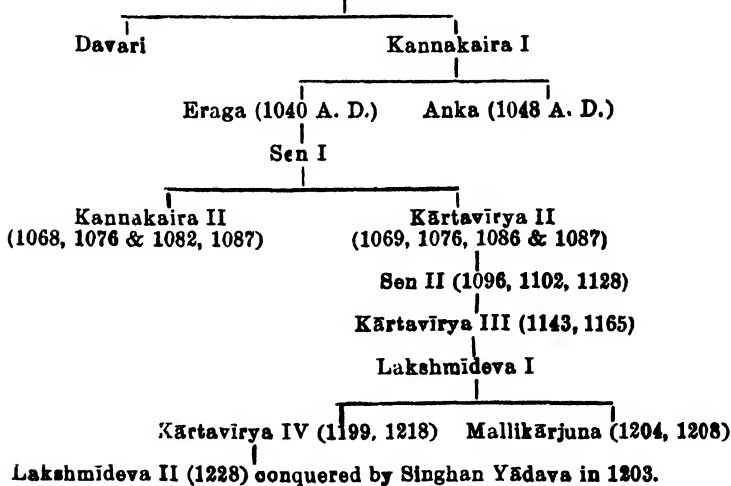 Davari Kannakaira I
Eraga (1040 A. D.) Anka (1048 A. D.)
Sen I
Kannakaira II Kārtavīrya II
(1068, 1076 & 1082, 1087) (1069, 1076, 1086 & 1087)
Sen II (1096, 1102, 1128)
Kārtavīrya III (1143, 1165)
Lakshmīdeva I
Kārtavīrya IV (1199, 1218) Mallikārjuna (1204, 1208)
Lakshmīdeva II (1228) conquered by Singhan Yādava in 1203.